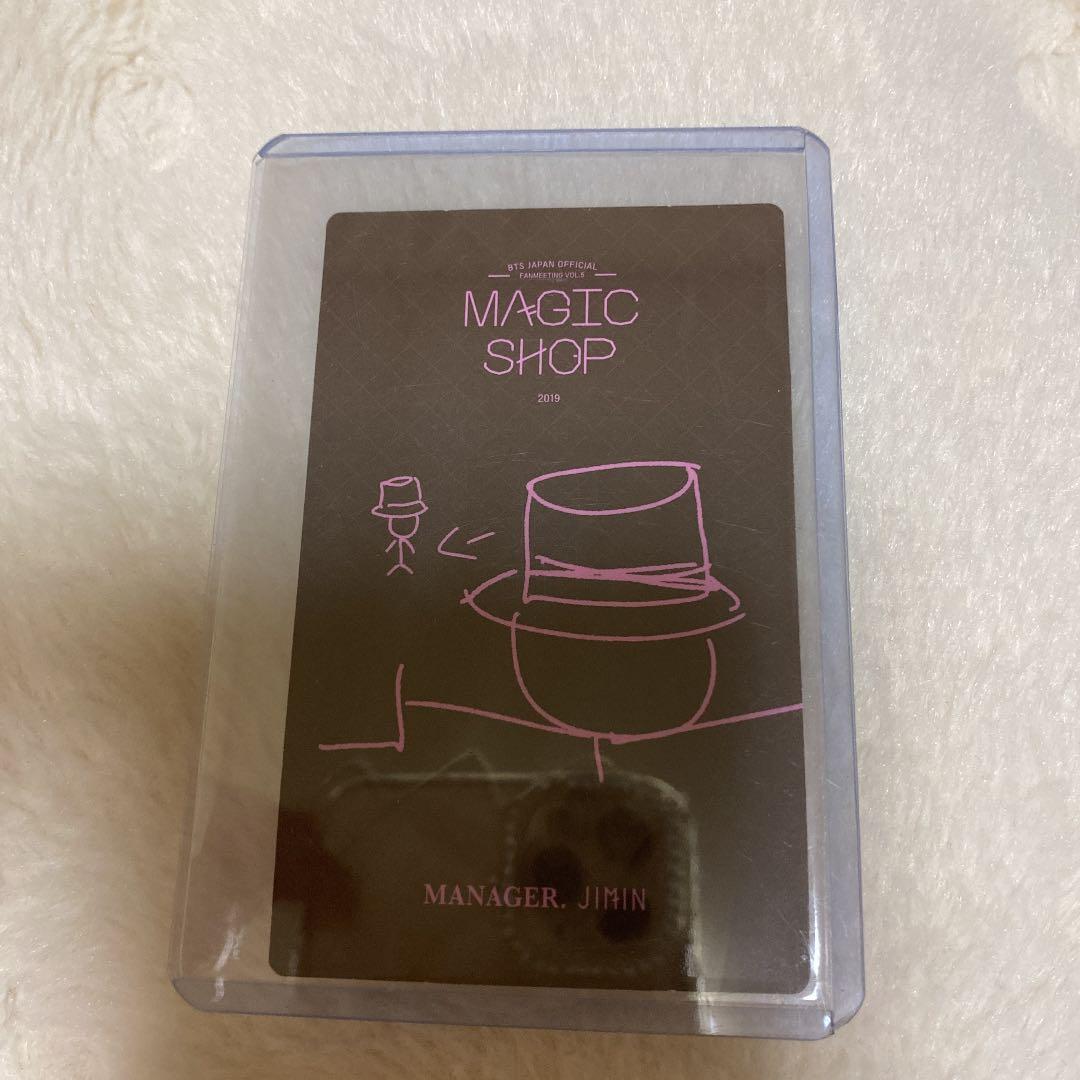 BTS JAPAN OFFICIAL
FANMEETING VOL.5
MAGIC
SHOP
2019
MANAGER. JIMIN